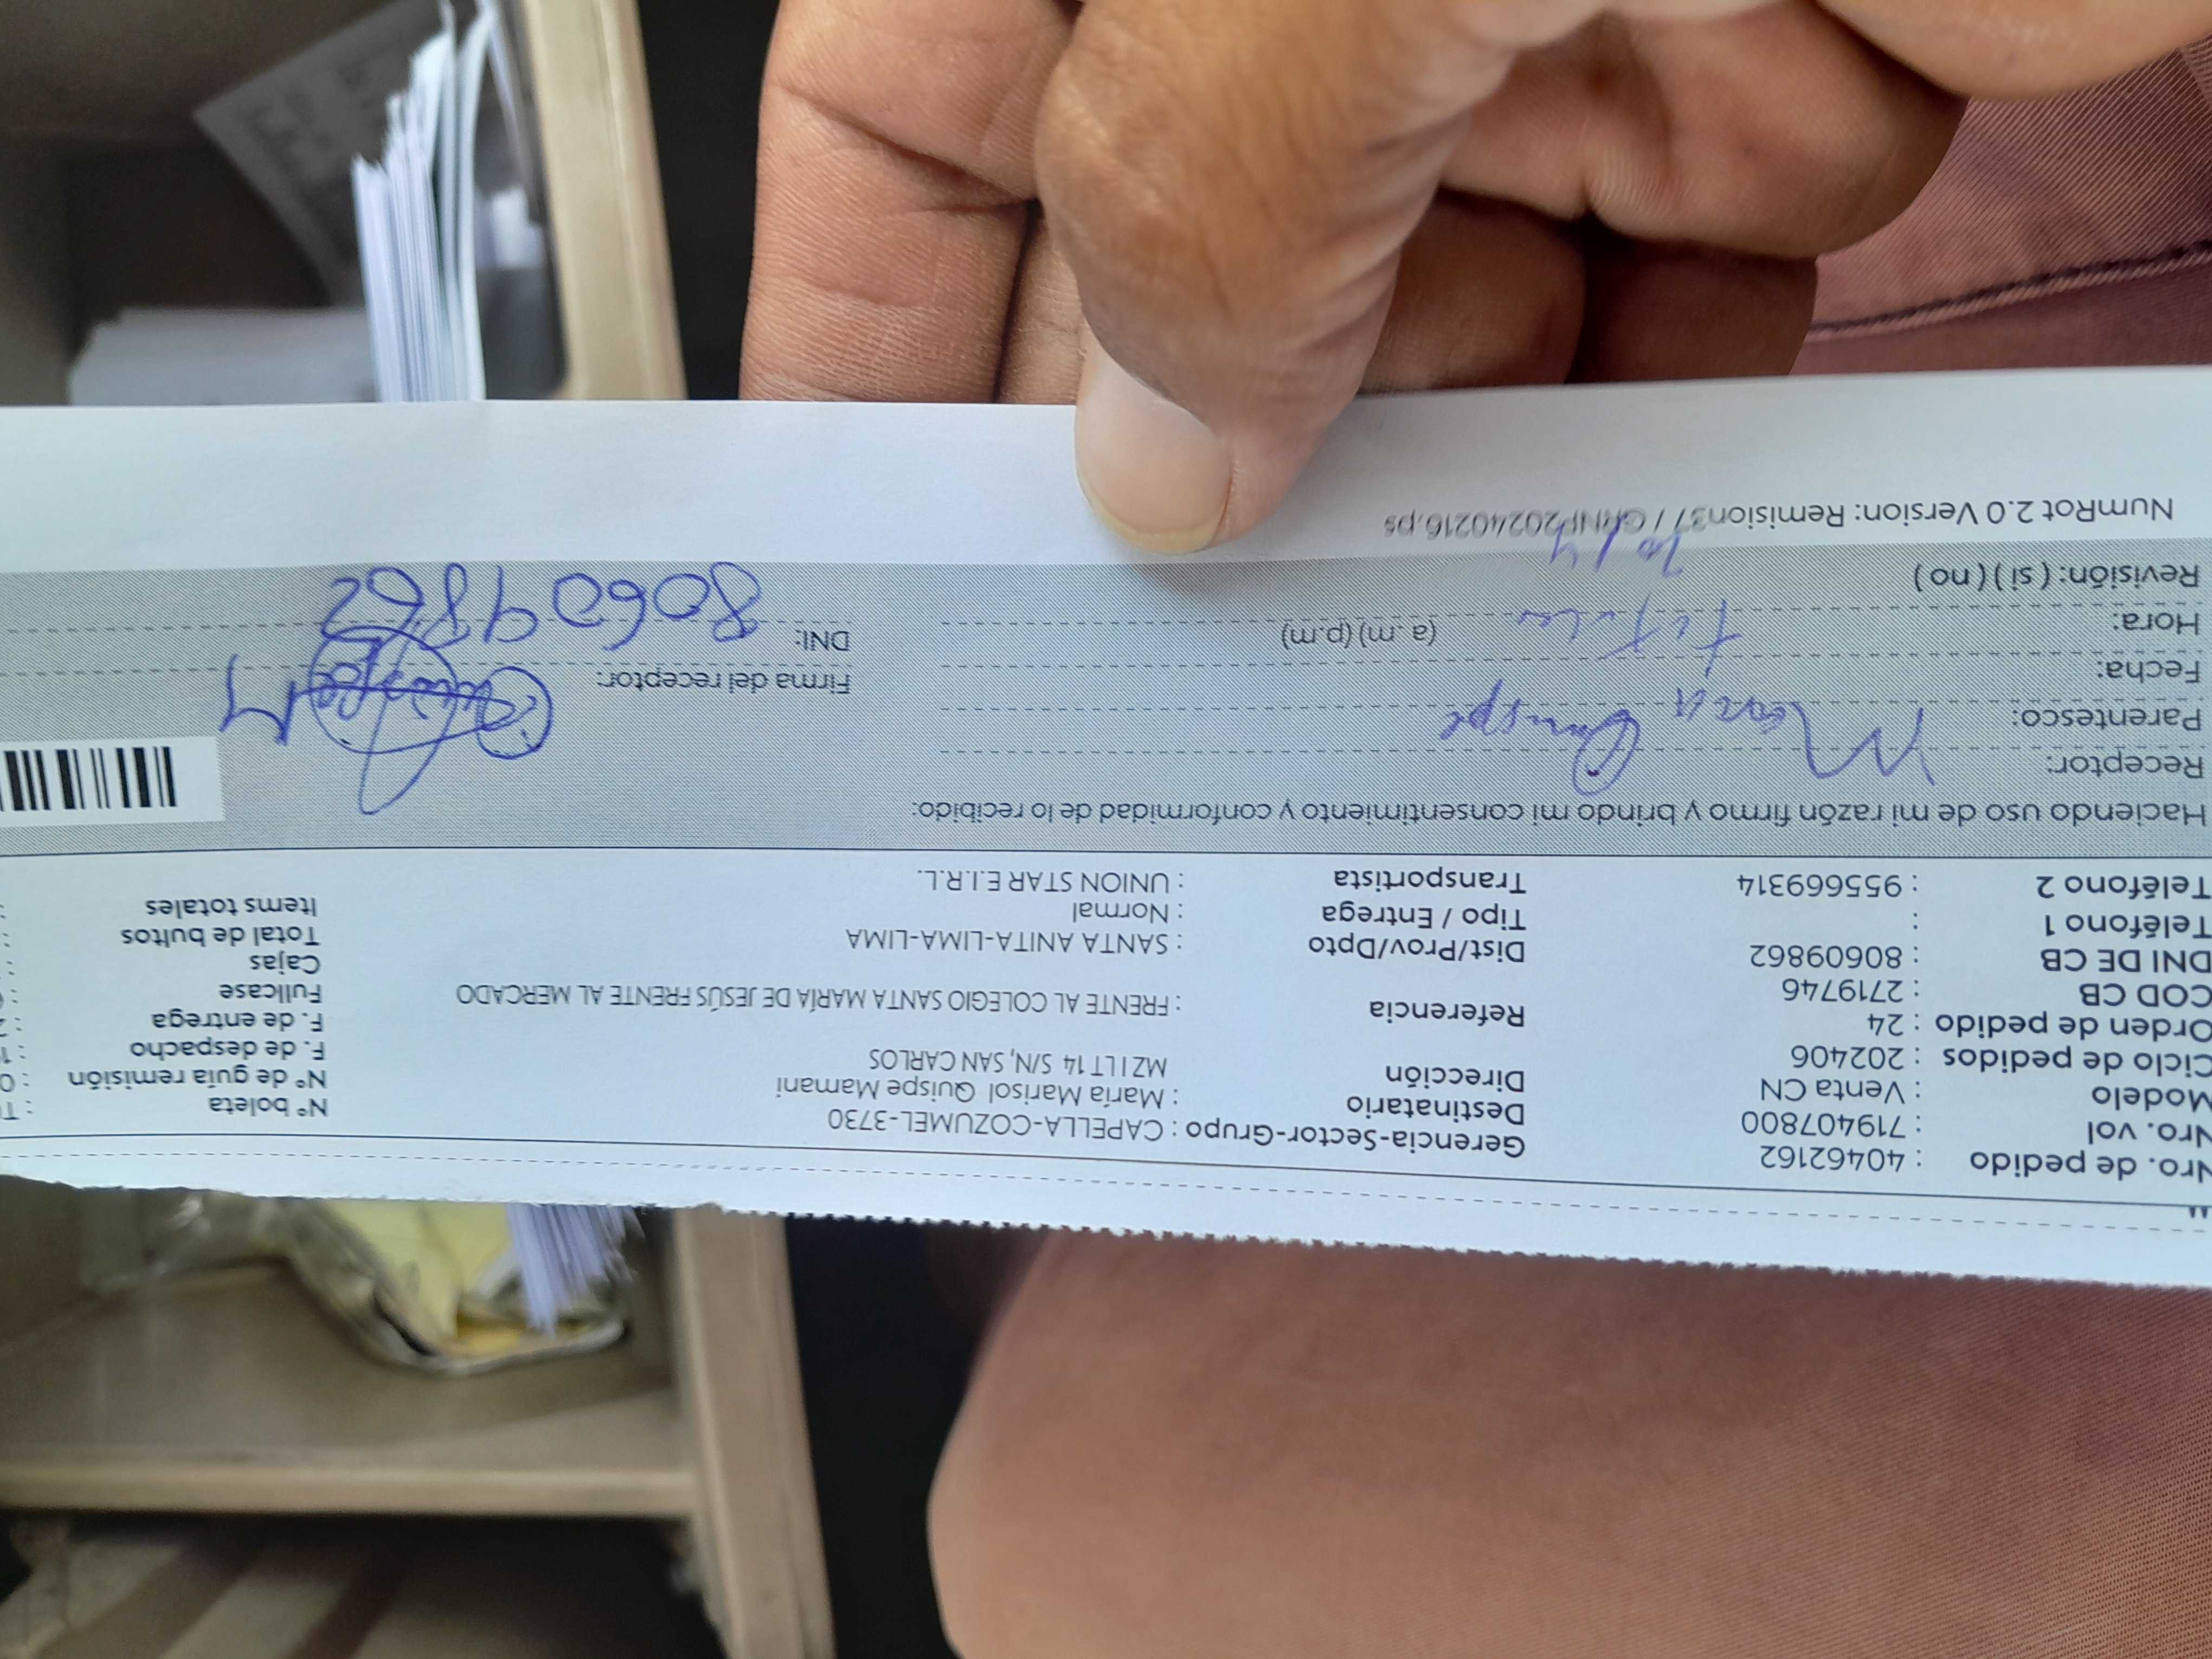 Nro. de pedido : 40462162
Nro. vol : 719407800
Modelo : Venta CN
Ciclo de pedidos : 202406
Orden de pedido : 24
COD CB : 2719746
DNI DE CB : 80609862
Teléfono 1 :
Teléfono 2 : 955669314
Gerencia-Sector-Grupo : CAPELLA-COZUMEL-3730
Destinatario : María Marisol Quispe Mamani
Dirección MZ I LT 14 S/N, SAN CARLOS
Referencia : FRENTE AL COLEGIO SANTA MARÍA DE JESÚS FRENTE AL MERCADO
Dist/Prov/Dpto : SANTA ANITA-LIMA-LIMA
Tipo / Entrega : Normal
Transportista : UNION STAR E.I.R.L.
N° boleta :
N° de guía remisión :
F. de despacho :
F. de entrega :
Fullcase :
Cajas :
Total de bultos :
Items totales :
Haciendo uso de mi razón firmo y brindo mi consentimiento y conformidad de lo recibido:
Receptor: Quispe
Parentesco:
Fecha:
Hora: (a.m) (p.m)
Revisión: ( si ) ( no )
Firma del receptor:
DNI: 80609862
NumRot 2.0 Version: Remision37 / GRNP20240216.ps